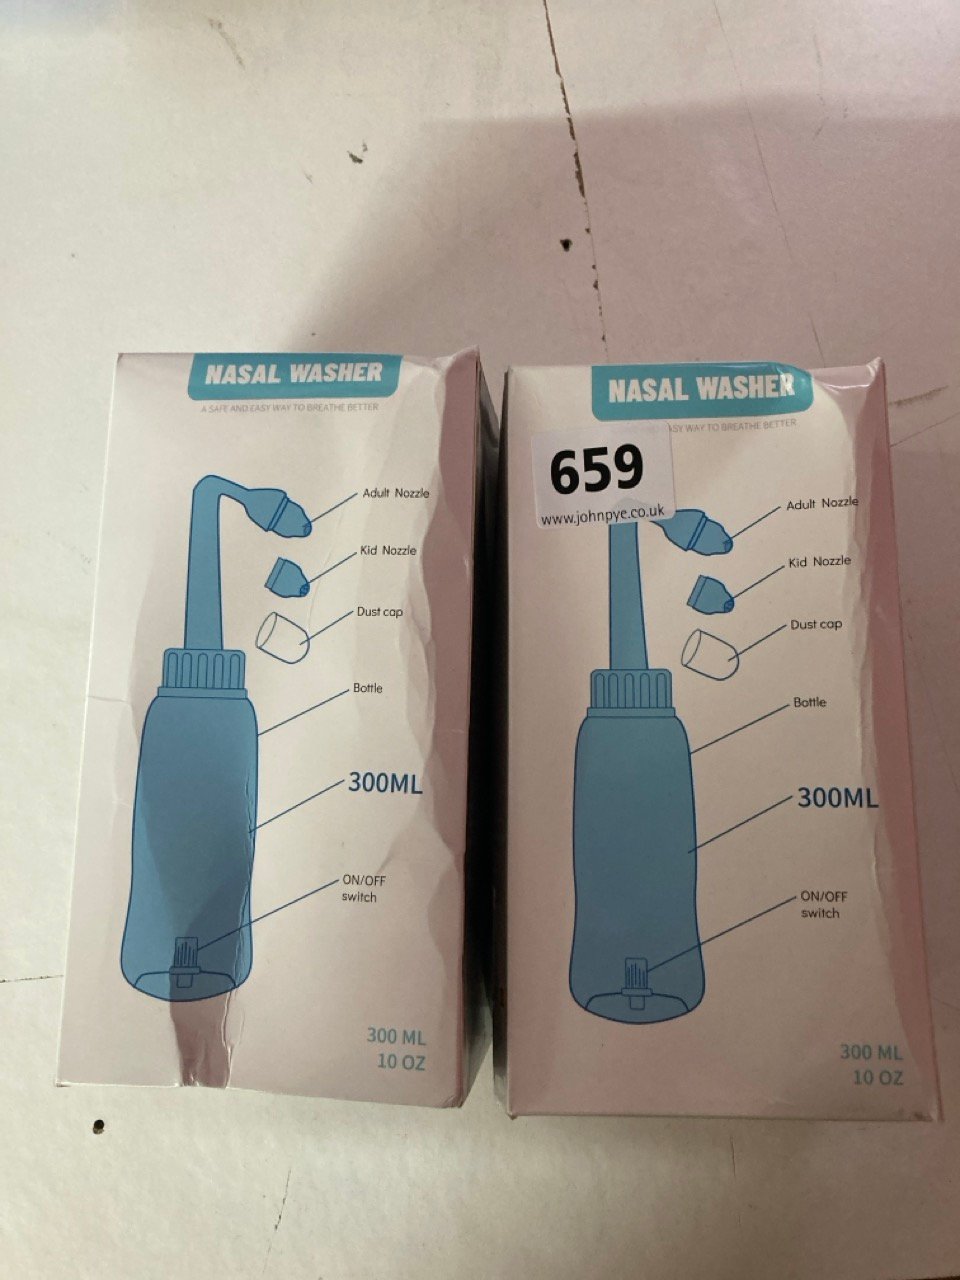 NASAL WASHER
A SAFE AND EASY WAY TO BREATHE BETTER
Adult Nozzle
Kid Nozzle
Dust cap
Bottle
300ML
ON/OFF
switch
300 ML
10 OZ
NASAL WASHER
EASY WAY TO BREATHE BETTER
659
www.johnpye.co.uk
Adult Nozzle
Kid Nozzle
Dust cap
Bottle
300ML
ON/OFF
switch
300 ML
10 OZ